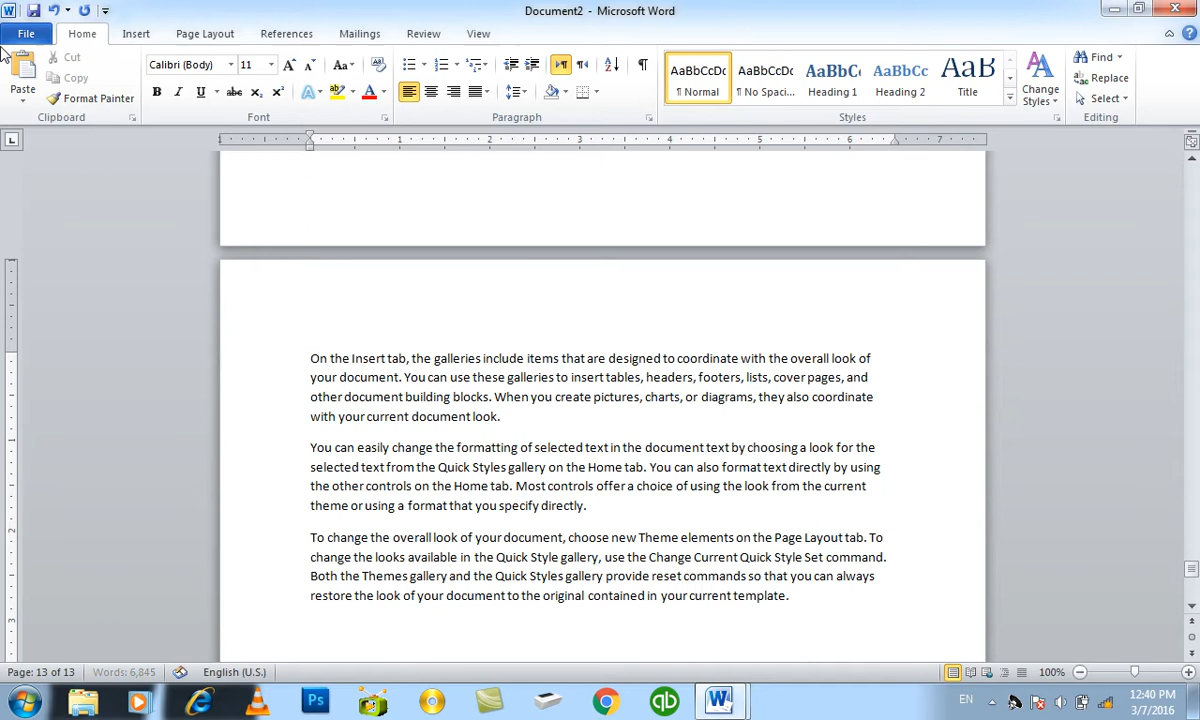 Document2 - Microsoft Word
File Home Insert Page Layout References Mailings Review View
Paste
Cut
Copy
Format Painter
Calibri (Body) 11
AaBbCcDc AaBbCcDc AaBbC AaBbCc AaB
¶ Normal ¶ No Spaci... Heading 1 Heading 2 Title
Change
Styles
Find
Replace
Select
Clipboard Font Paragraph Styles Editing
1 1 2 3 4 5 6 7
On the Insert tab, the galleries include items that are designed to coordinate with the overall look of
your document. You can use these galleries to insert tables, headers, footers, lists, cover pages, and
other document building blocks. When you create pictures, charts, or diagrams, they also coordinate
with your current document look.
You can easily change the formatting of selected text in the document text by choosing a look for the
selected text from the Quick Styles gallery on the Home tab. You can also format text directly by using
the other controls on the Home tab. Most controls offer a choice of using the look from the current
theme or using a format that you specify directly.
To change the overall look of your document, choose new Theme elements on the Page Layout tab. To
change the looks available in the Quick Style gallery, use the Change Current Quick Style Set command.
Both the Themes gallery and the Quick Styles gallery provide reset commands so that you can always
restore the look of your document to the original contained in your current template.
Page: 13 of 13 Words: 6,845 English (U.S.) 100%
EN 12:40 PM
3/7/2016